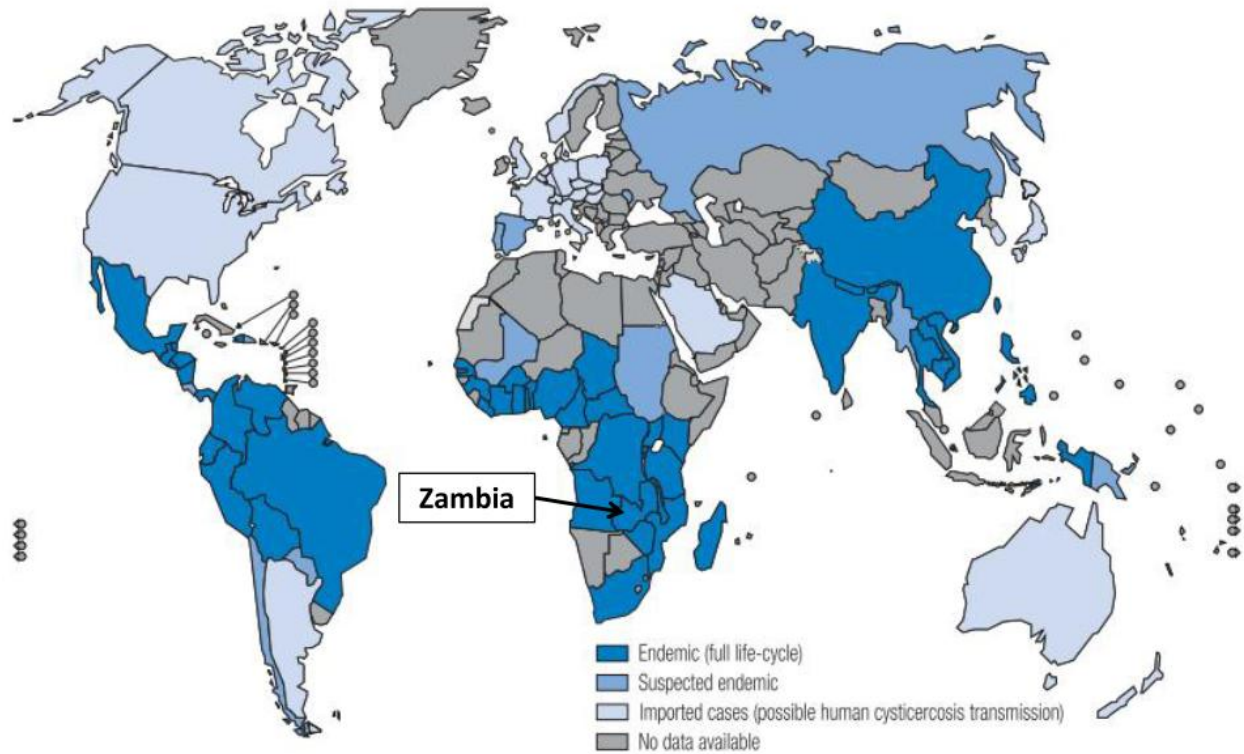 Zambia
Endemic (full life-cycle)
Suspected endemic
Imported cases (possible human cysticercosis transmission)
No data available